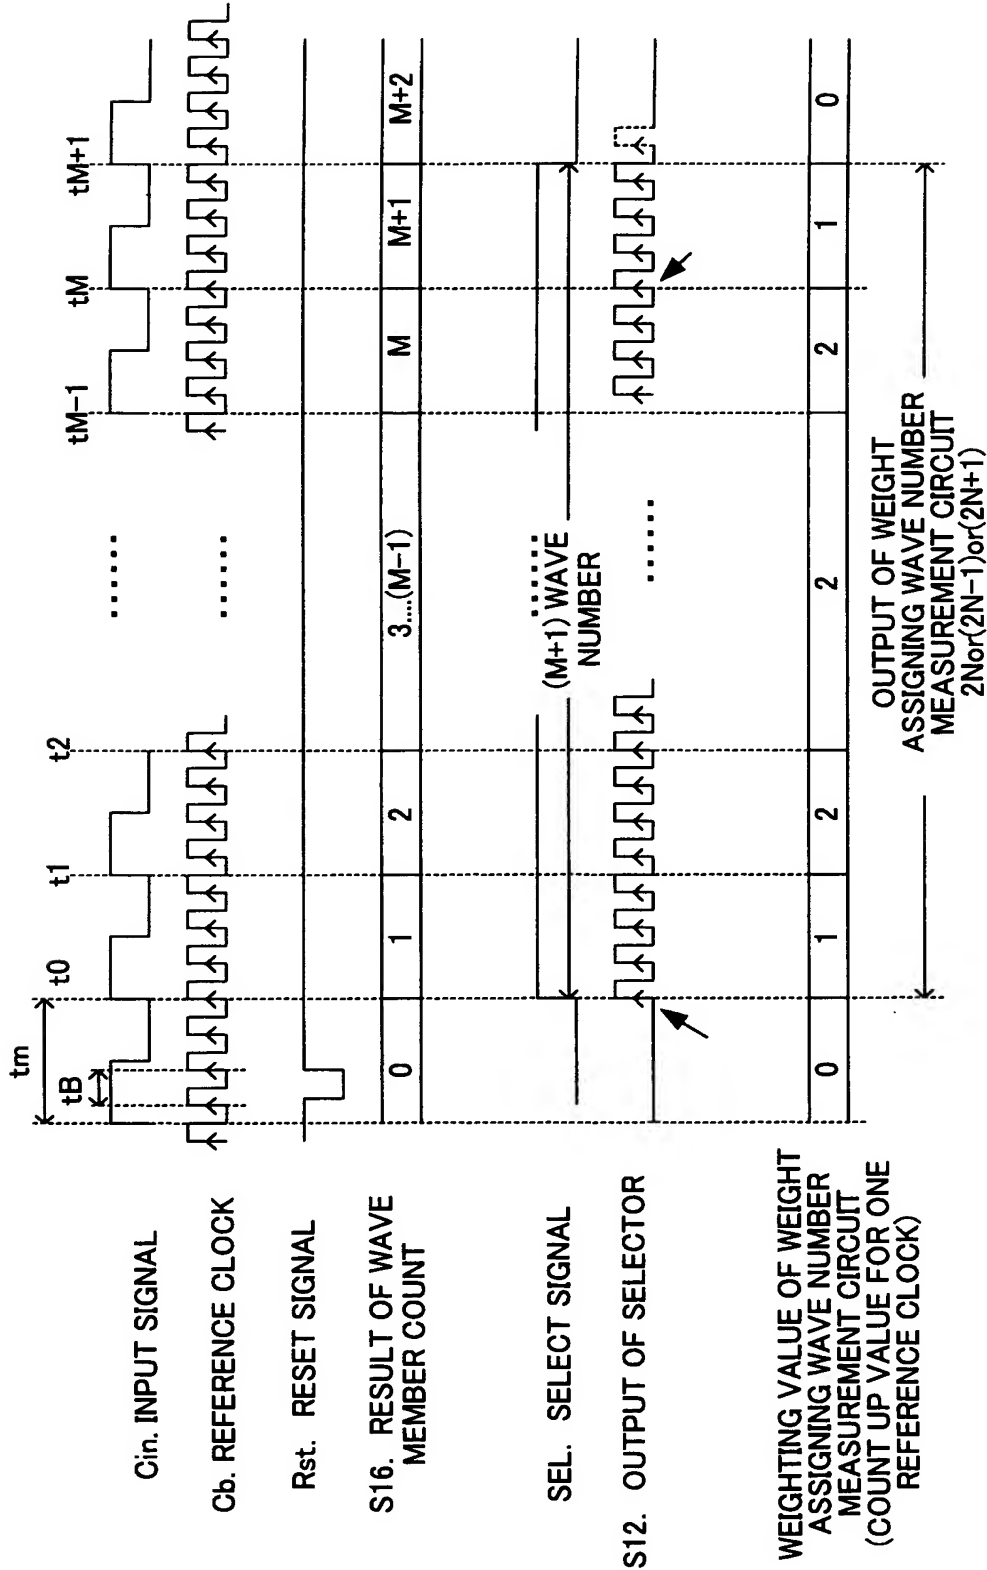 tm
tB
t0
t1
t2
tM-1
tM
tM+1
Cin. INPUT SIGNAL
Cb. REFERENCE CLOCK
Rst. RESET SIGNAL
S16. RESULT OF WAVE
MEMBER COUNT
0
1
2
3....(M-1)
M
M+1
M+2
SEL. SELECT SIGNAL
(M+1) WAVE
NUMBER
S12. OUTPUT OF SELECTOR
WEIGHTING VALUE OF WEIGHT
ASSIGNING WAVE NUMBER
MEASUREMENT CIRCUIT
(COUNT UP VALUE FOR ONE
REFERENCE CLOCK)
0
1
2
2
2
1
0
OUTPUT OF WEIGHT
ASSIGNING WAVE NUMBER
MEASUREMENT CIRCUIT
2Nor(2N-1)or(2N+1)